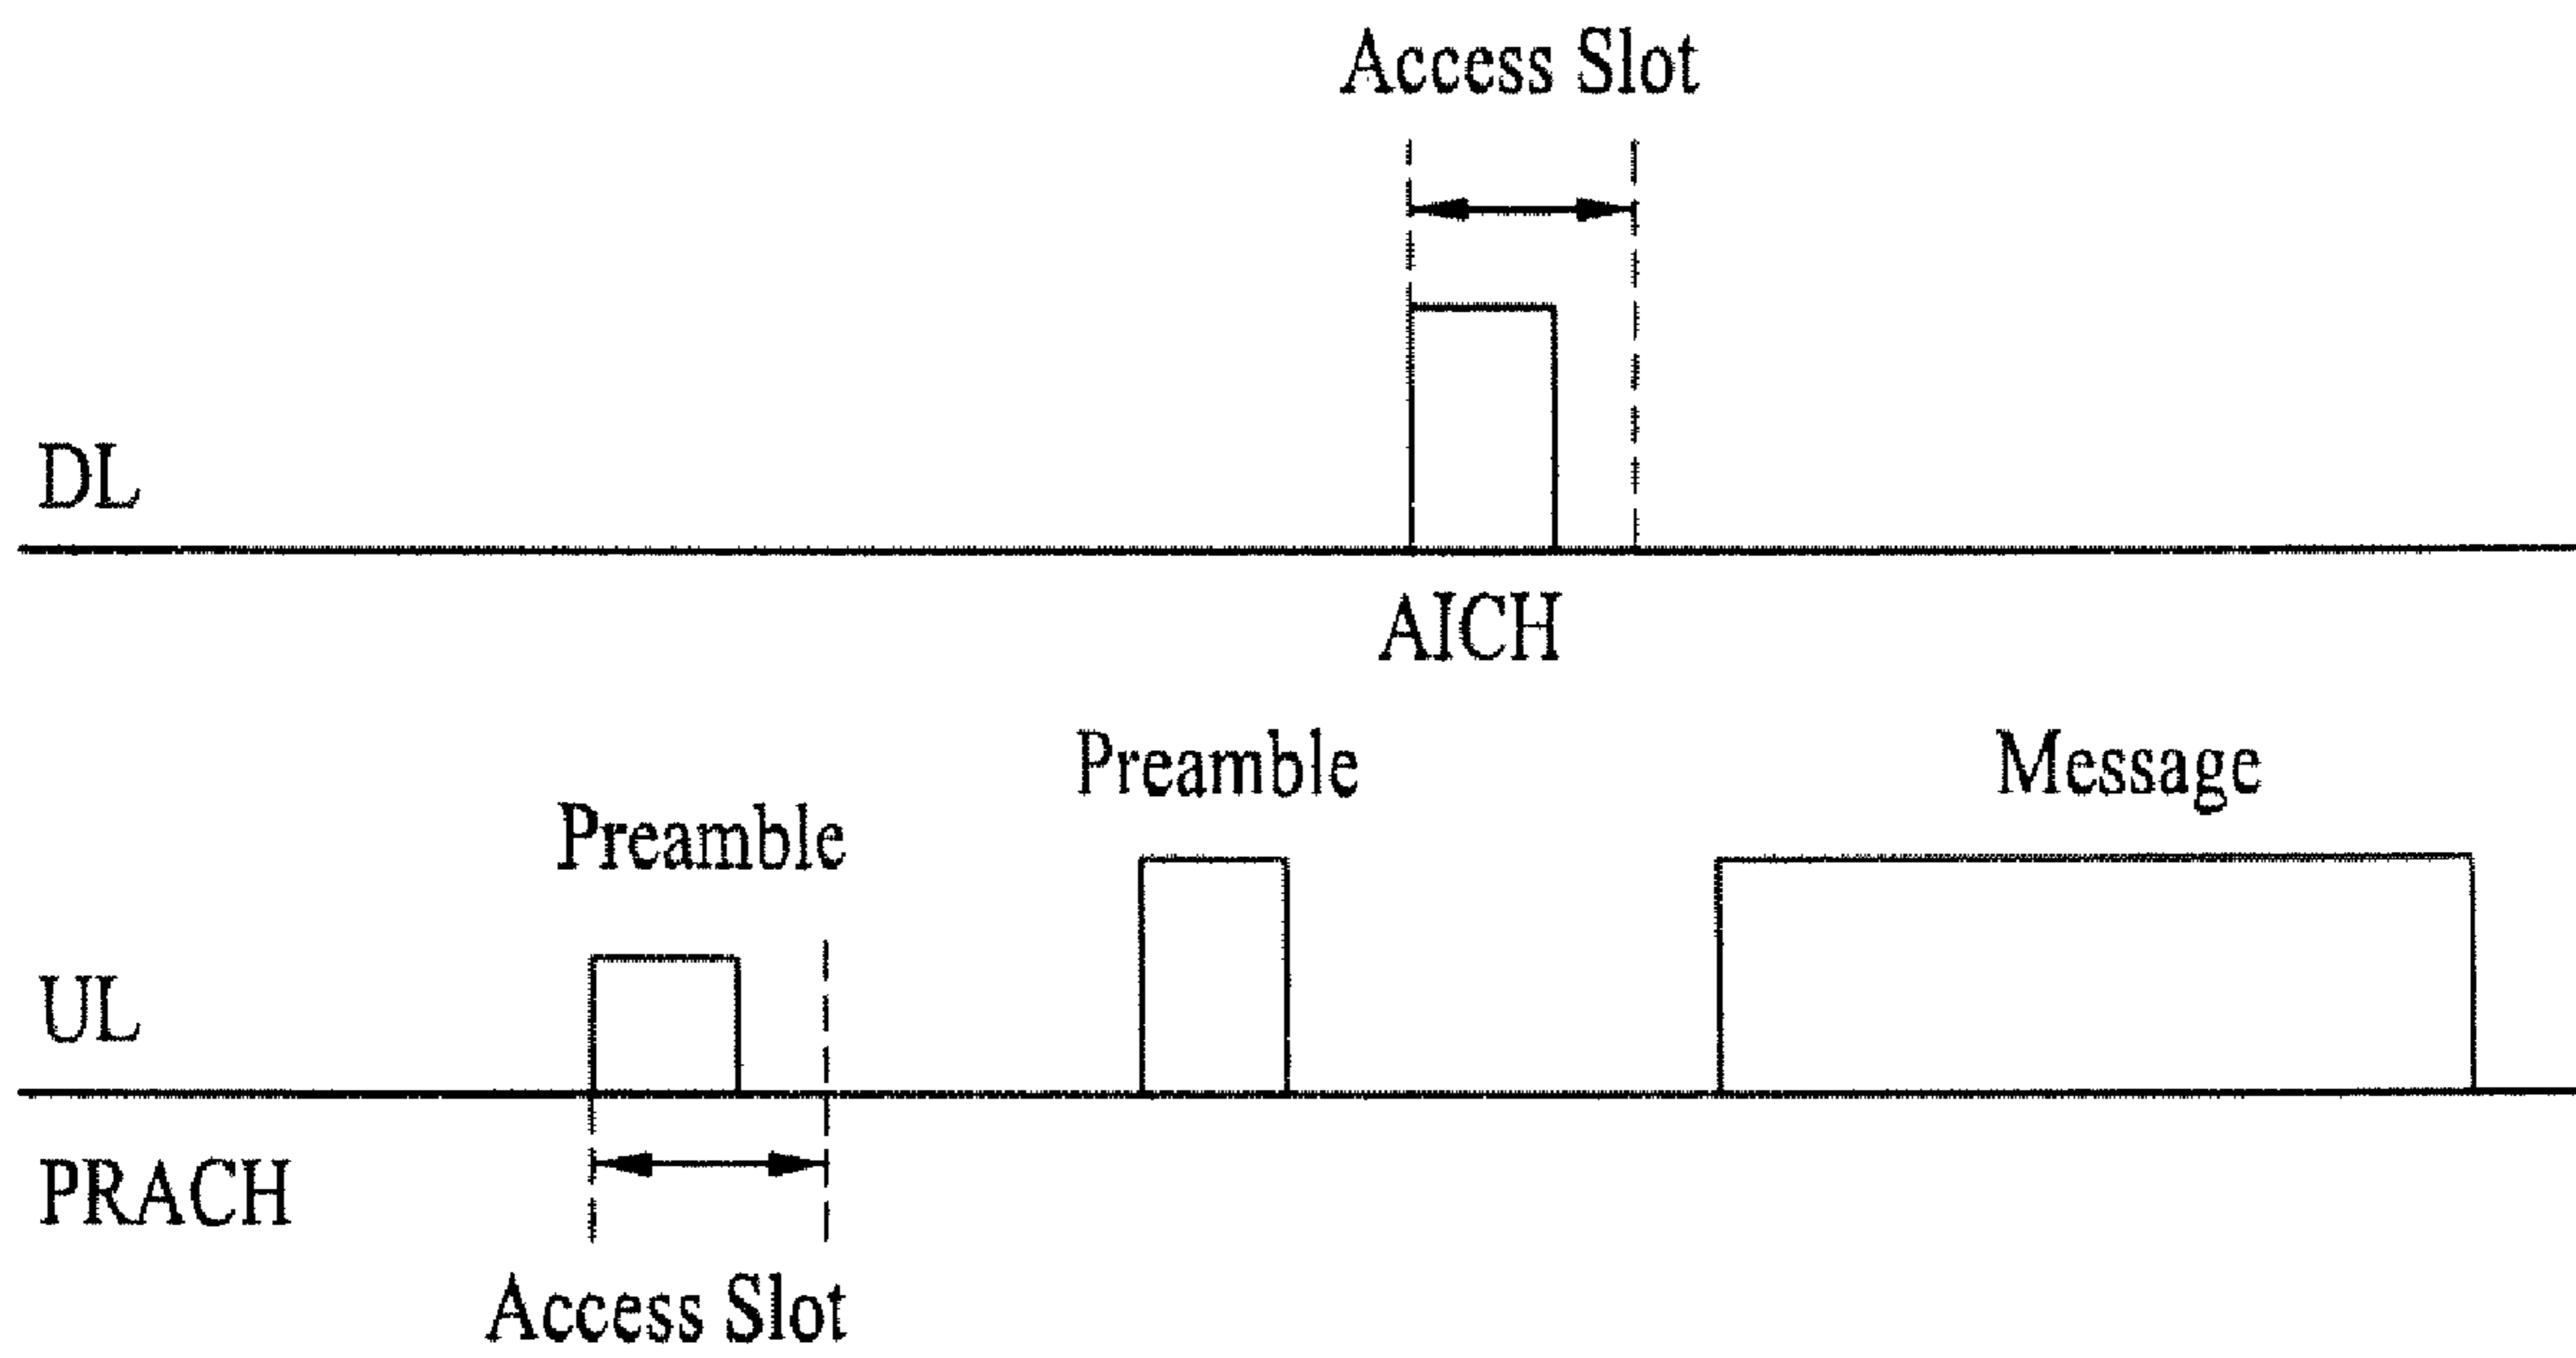 Access Slot
DL
AICH
Preamble
Message
Preamble
UL
PRACH
Access Slot